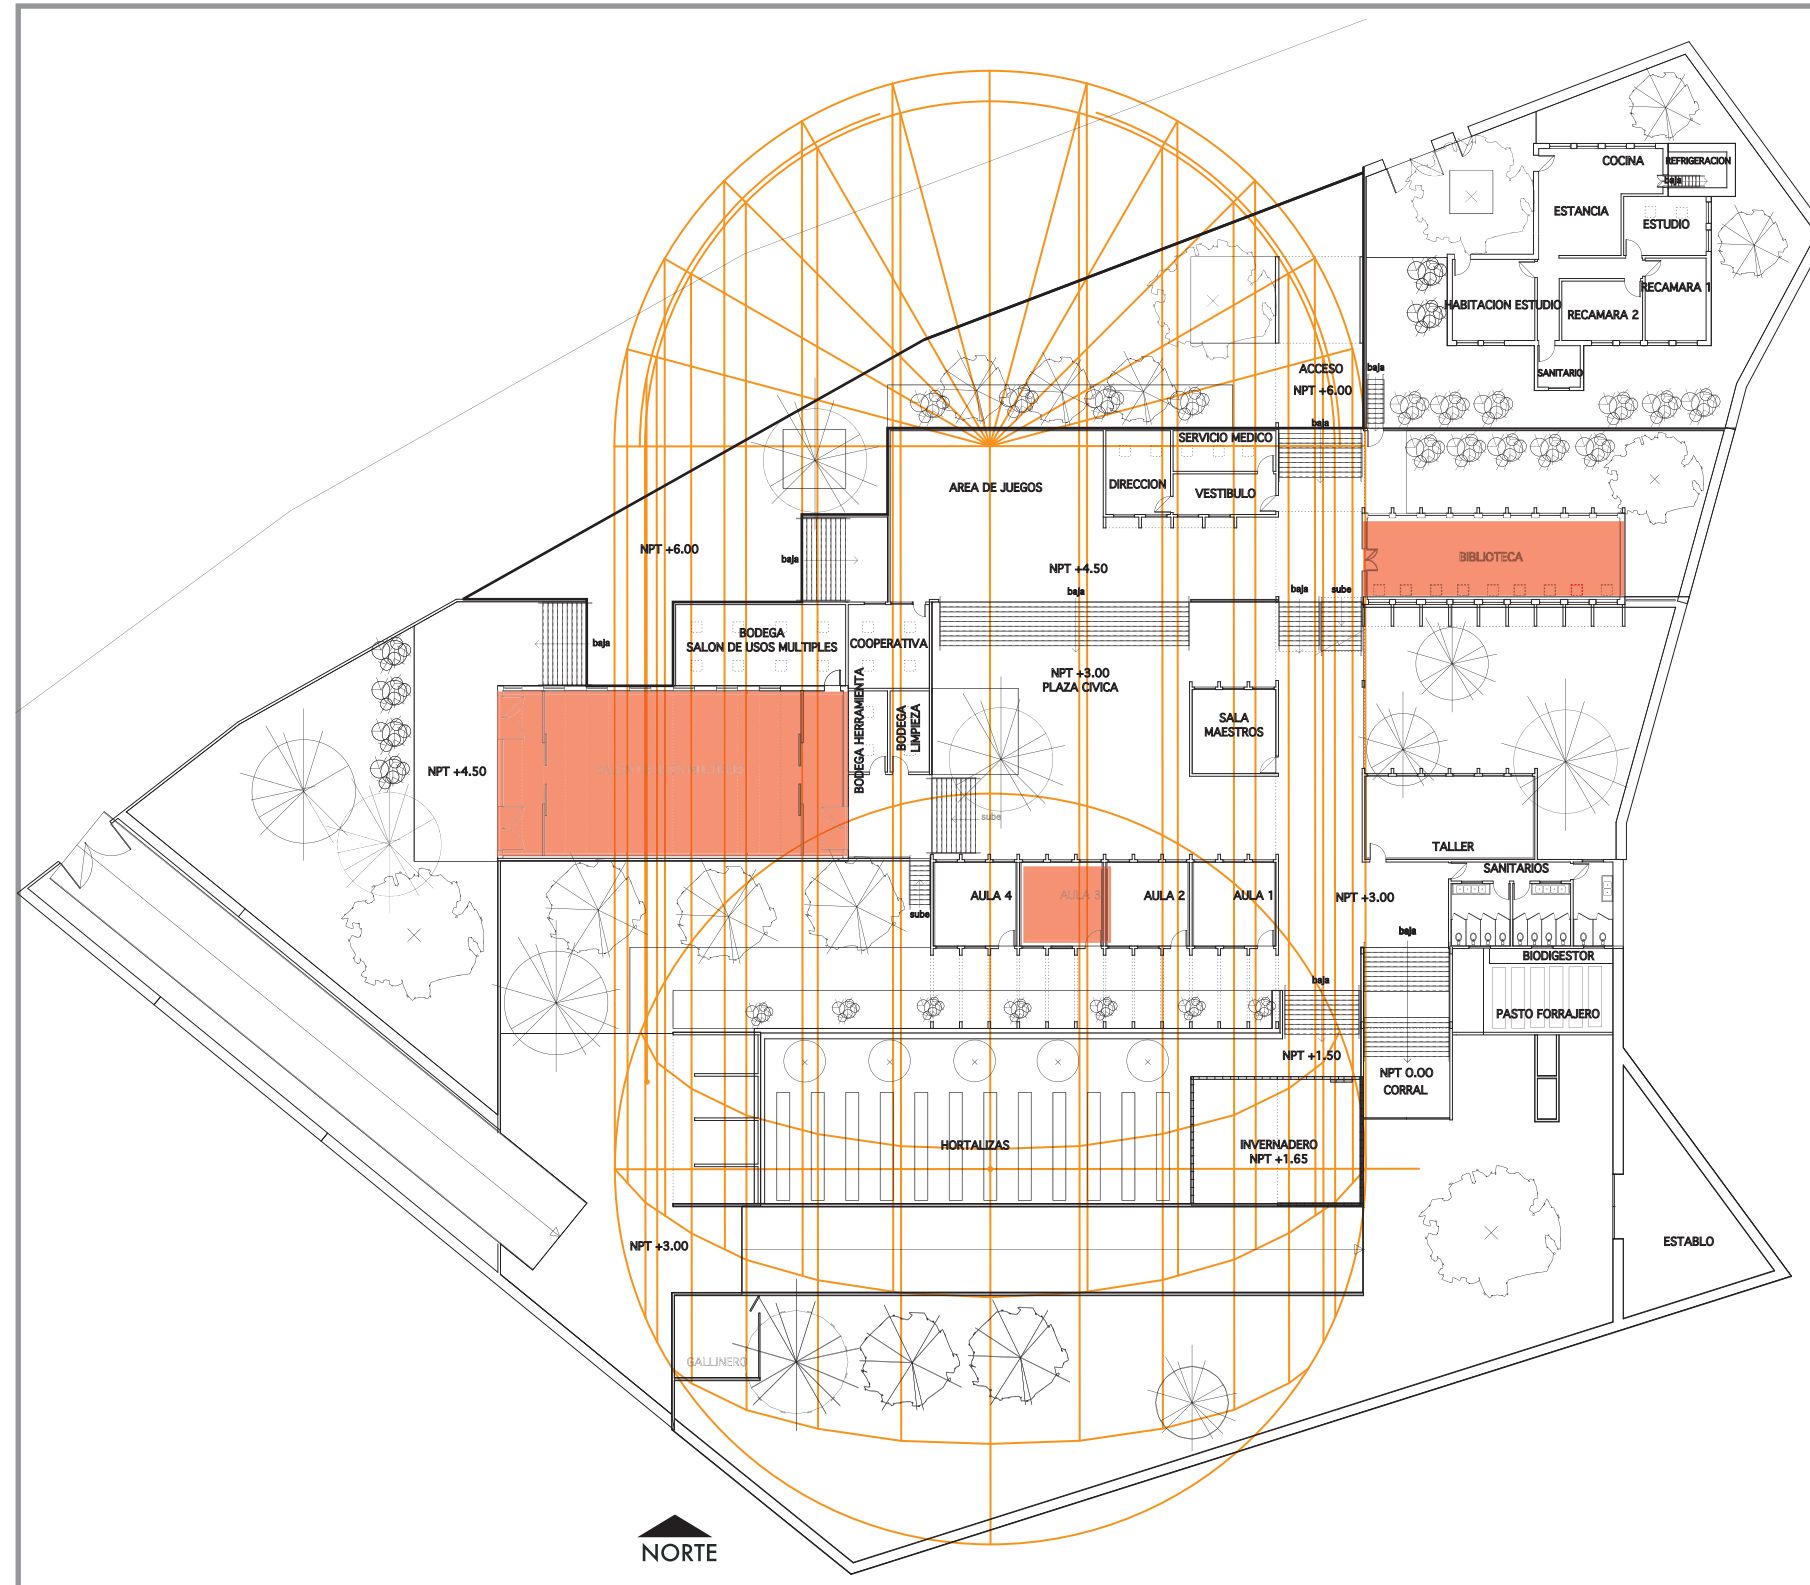 COCINA
REFRIGERACION
baja
ESTANCIA
ESTUDIO
RECAMARA 1
HABITACION ESTUDIO
RECAMARA 2
SANITARIO
ACCESO
NPT +6.00
baja
baja
SERVICIO MEDICO
DIRECCION
VESTIBULO
AREA DE JUEGOS
NPT +6.00
baja
NPT +4.50
baja
baja
sube
BIBLIOTECA
baja
BODEGA
SALON DE USOS MULTIPLES
COOPERATIVA
NPT +3.00
PLAZA CIVICA
BODEGA HERRAMIENTA
BODEGA
LIMPIEZA
SALA
MAESTROS
NPT +4.50
sube
TALLER
SANITARIOS
AULA 4
AULA 3
AULA 2
AULA 1
NPT +3.00
sube
baja
BIODIGESTOR
baja
PASTO FORRAJERO
NPT +1.50
NPT 0.00
CORRAL
HORTALIZAS
INVERNADERO
NPT +1.65
NPT +3.00
ESTABLO
GALLINERO
NORTE